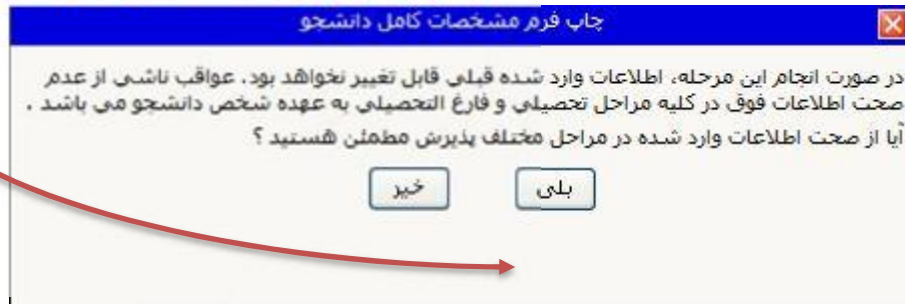 چاپ فرم مشخصات کامل دانشجو
در صورت انجام این مرحله، اطلاعات وارد شده قبلی قابل تغییر نخواهد بود. عواقب ناشی از عدم
صحت اطلاعات فوق در کلیه مراحل تحصیلی و فارغ التحصیلی به عهده شخص دانشجو می باشد .
آیا از صحت اطلاعات وارد شده در مراحل مختلف پذیرش مطمئن هستید ؟
بلی خیر